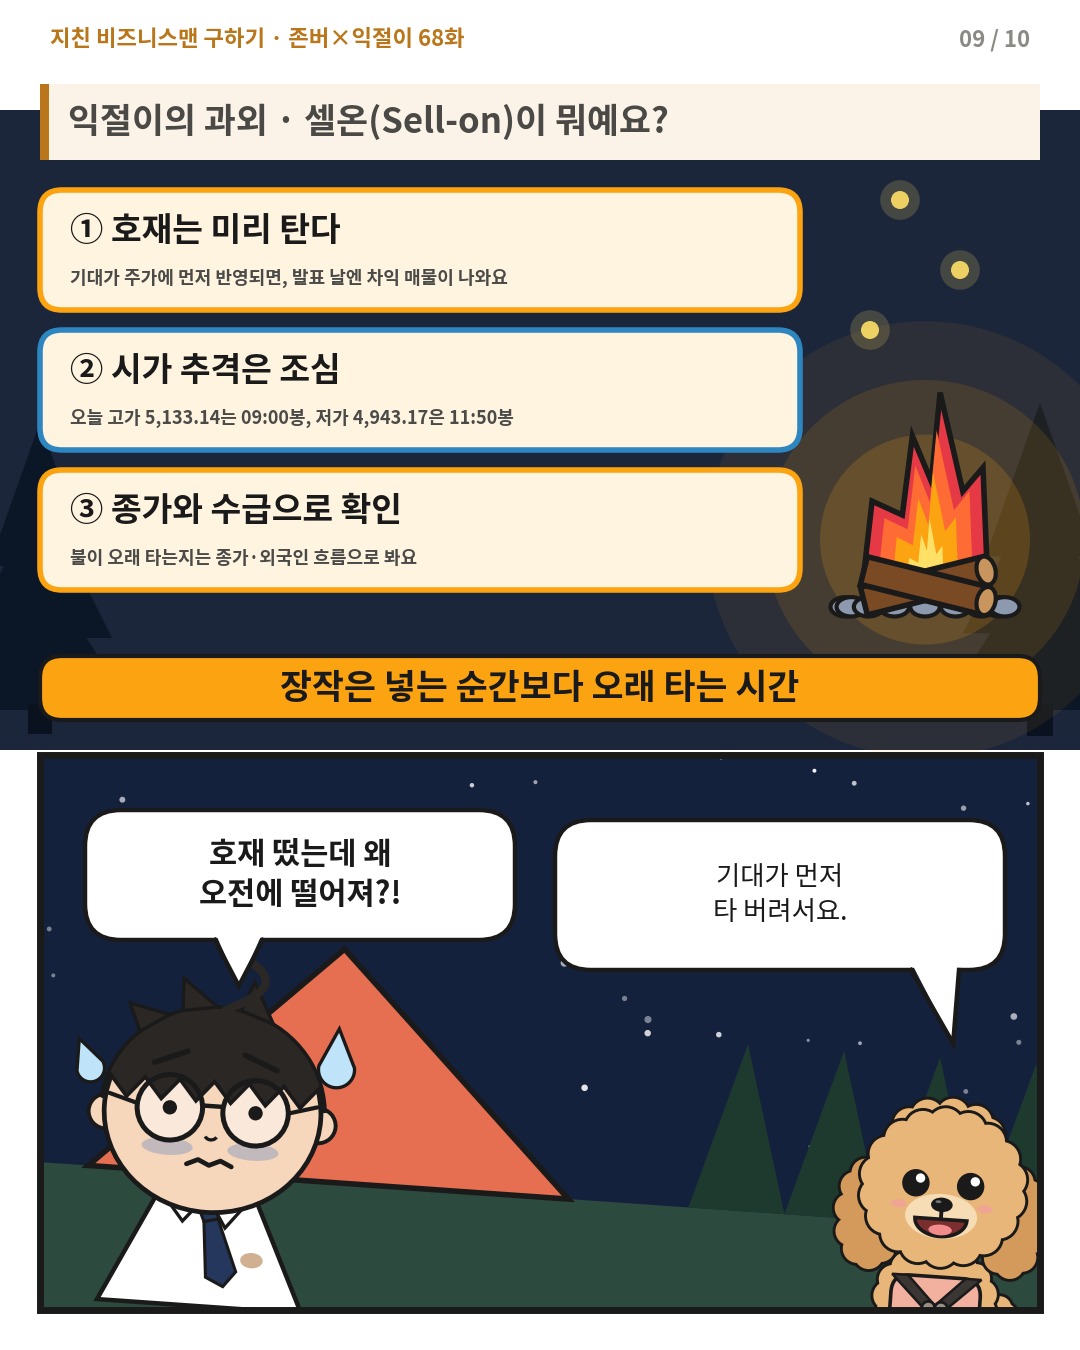 지친 비즈니스맨 구하기 · 존버×익절이 68화
09 / 10
익절이의 과외 · 셀온(Sell-on)이 뭐예요?
① 호재는 미리 탄다
기대가 주가에 먼저 반영되면, 발표 날엔 차익 매물이 나와요
② 시가 추격은 조심
오늘 고가 5,133.14는 09:00봉, 저가 4,943.17은 11:50봉
③ 종가와 수급으로 확인
불이 오래 타는지는 종가·외국인 흐름으로 봐요
장작은 넣는 순간보다 오래 타는 시간
호재 떴는데 왜
오전에 떨어져?!
기대가 먼저
타 버려서요.